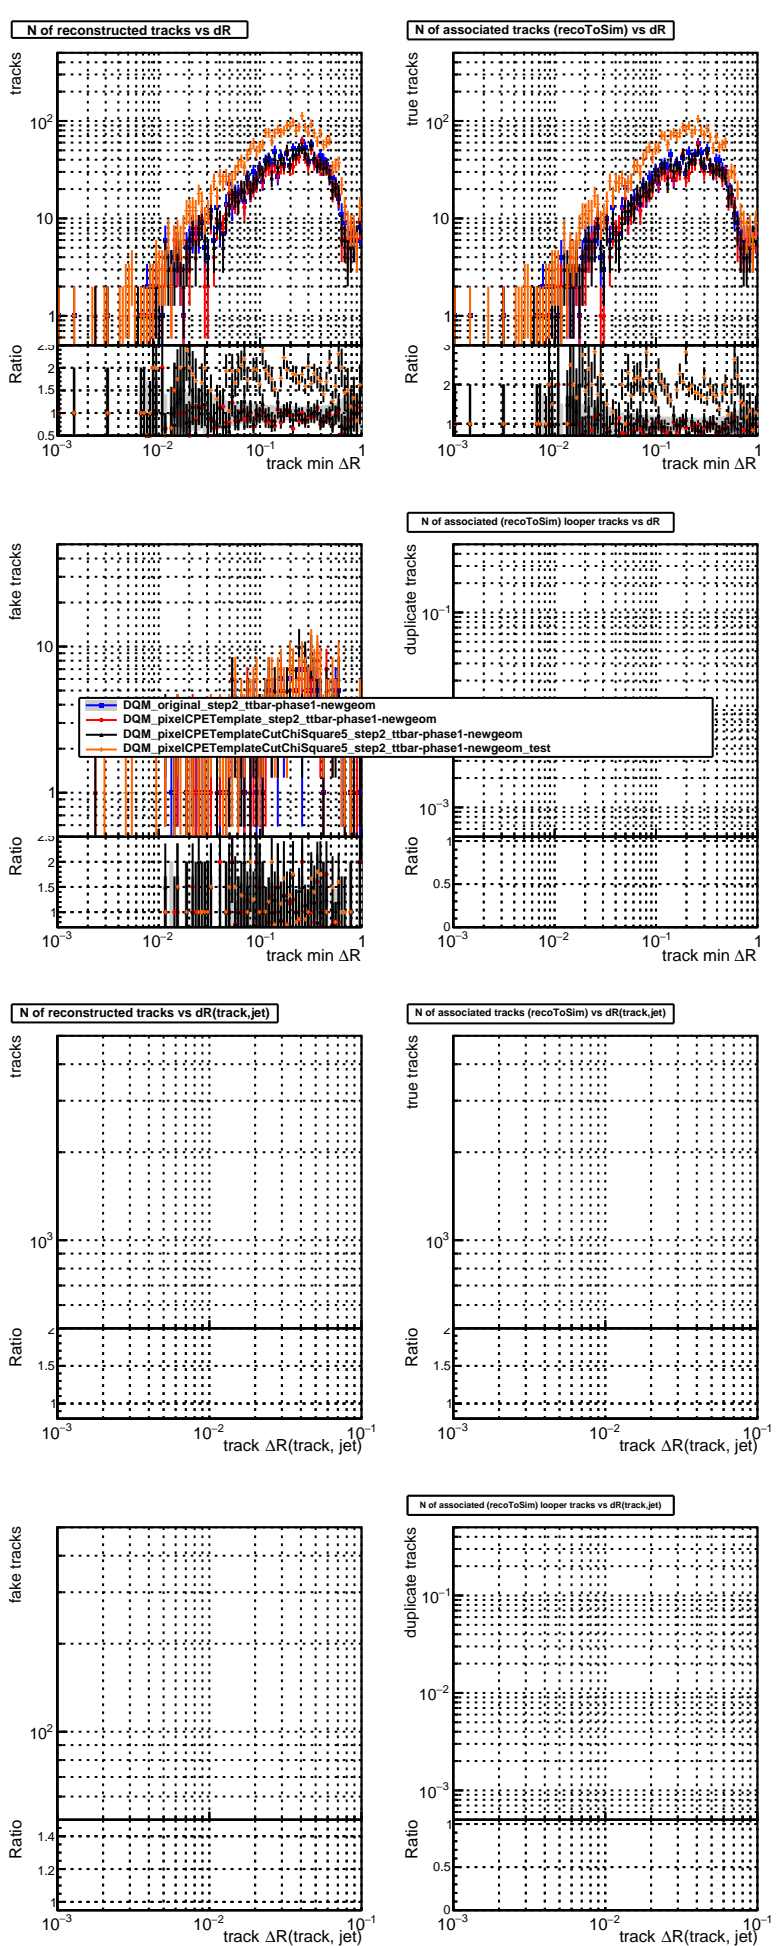 N of reconstructed tracks vs dR
tracks
10²
10
1
Ratio
2.5
2
1.5
1
0.5
10⁻³ 10⁻² 10⁻¹ 1
track min ΔR
N of associated tracks (recoToSim) vs dR
true tracks
10²
10
1
Ratio
3
2
1
10⁻³ 10⁻² 10⁻¹ 1
track min ΔR
fake tracks
10
1
Ratio
2.5
2
1.5
1
10⁻³ 10⁻² 10⁻¹ 1
track min ΔR
N of associated (recoToSim) looper tracks vs dR
duplicate tracks
10⁻¹
10⁻³
Ratio
1
0.5
0
10⁻³ 10⁻² 10⁻¹ 1
track min ΔR
DQM_original_step2_ttbar-phase1-newgeom
DQM_pixelCPETemplate_step2_ttbar-phase1-newgeom
DQM_pixelCPETemplateCutChiSquare5_step2_ttbar-phase1-newgeom
DQM_pixelCPETemplateCutChiSquare5_step2_ttbar-phase1-newgeom_test
N of reconstructed tracks vs dR(track,jet)
tracks
10³
Ratio
2
1.5
1
10⁻³ 10⁻² 10⁻¹
track ΔR(track, jet)
N of associated tracks (recoToSim) vs dR(track,jet)
true tracks
10³
Ratio
2
1.5
1
10⁻³ 10⁻² 10⁻¹
track ΔR(track, jet)
fake tracks
10²
Ratio
1.4
1.2
1
10⁻³ 10⁻² 10⁻¹
track ΔR(track, jet)
N of associated (recoToSim) looper tracks vs dR(track,jet)
duplicate tracks
10⁻¹
10⁻²
10⁻³
Ratio
1
0.5
0
10⁻³ 10⁻² 10⁻¹
track ΔR(track, jet)